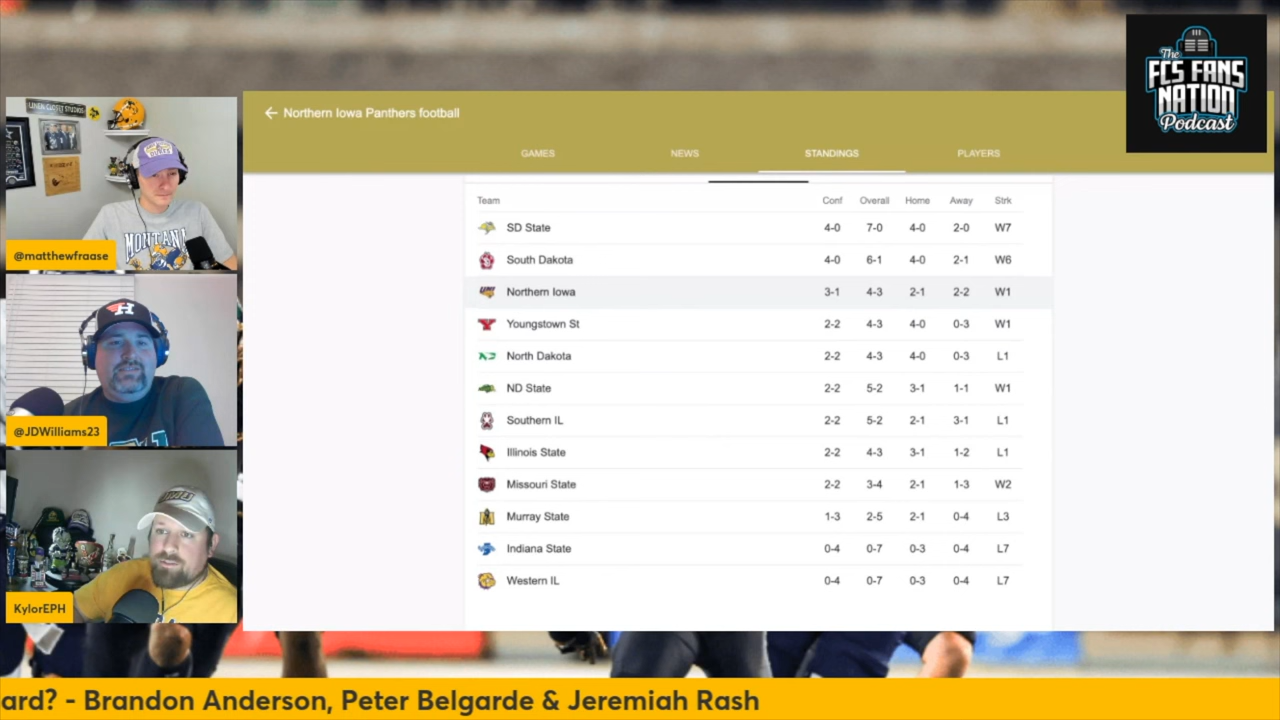 The
FCS FANS
NATION
Podcast
Northern Iowa Panthers football
GAMES NEWS STANDINGS PLAYERS
Team Conf Overall Home Away Strk
SD State 4-0 7-0 4-0 2-0 W7
South Dakota 4-0 6-1 4-0 2-1 W6
Northern Iowa 3-1 4-3 2-1 2-2 W1
Youngstown St 2-2 4-3 4-0 0-3 W1
North Dakota 2-2 4-3 4-0 0-3 L1
ND State 2-2 5-2 3-1 1-1 W1
Southern IL 2-2 5-2 2-1 3-1 L1
Illinois State 2-2 4-3 3-1 1-2 L1
Missouri State 2-2 3-4 2-1 1-3 W2
Murray State 1-3 2-5 2-1 0-4 L3
Indiana State 0-4 0-7 0-3 0-4 L7
Western IL 0-4 0-7 0-3 0-4 L7
MONTANA
@matthewfraase
H
@JDWilliams23
KylorEPH
ard? - Brandon Anderson, Peter Belgarde & Jeremiah Rash